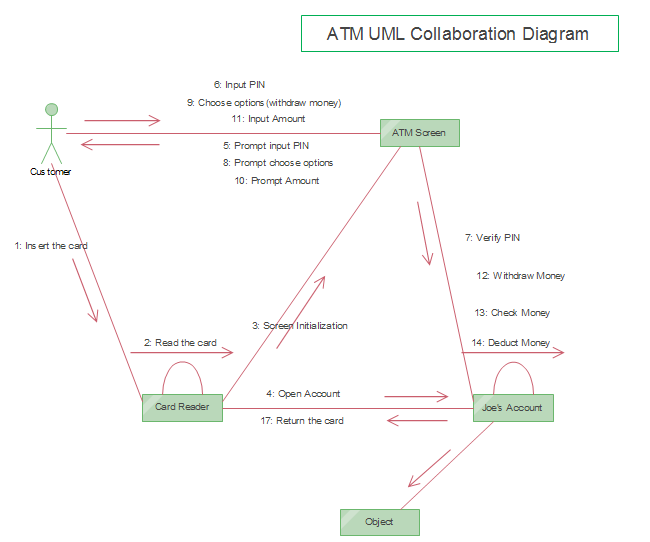 ATM UML Collaboration Diagram
6: Input PIN
9: Choose options (withdraw money)
11: Input Amount
ATM Screen
5: Prompt input PIN
8: Prompt choose options
10: Prompt Amount
Customer
1: Insert the card
7: Verify PIN
12: Withdraw Money
13: Check Money
3: Screen Initialization
2: Read the card
14: Deduct Money
4: Open Account
Card Reader
Joe's Account
17: Return the card
Object